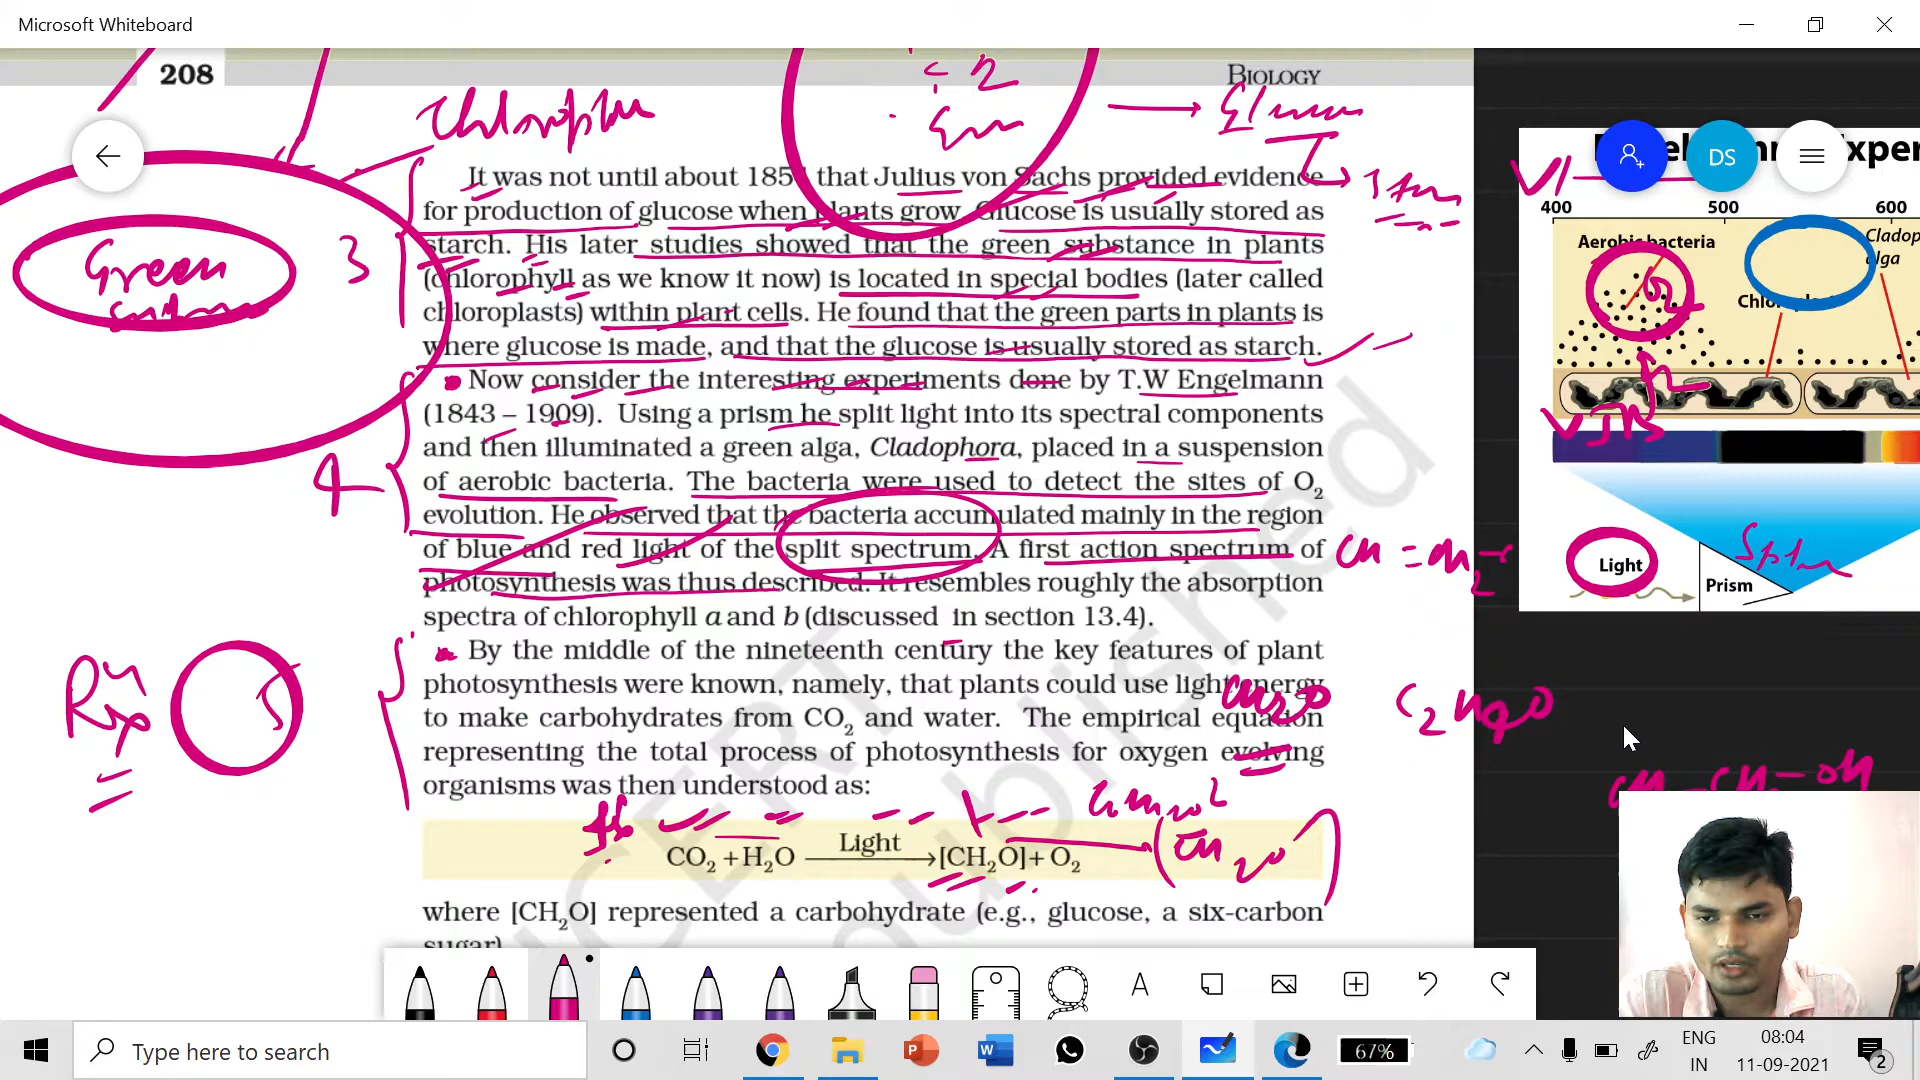 Microsoft Whiteboard
208
BIOLOGY
It was not until about 185 that Julius von Sachs provided evidence
for production of glucose when plants grow. Glucose is usually stored as
starch. His later studies showed that the green substance in plants
(chlorophyll as we know it now) is located in special bodies (later called
chloroplasts) within plant cells. He found that the green parts in plants is
where glucose is made, and that the glucose is usually stored as starch.
Now consider the interesting experiments done by T.W Engelmann
(1843 – 1909). Using a prism he split light into its spectral components
and then illuminated a green alga, Cladophora, placed in a suspension
of aerobic bacteria. The bacteria were used to detect the sites of O2
evolution. He observed that the bacteria accumulated mainly in the region
of blue and red light of the split spectrum. A first action spectrum of
photosynthesis was thus described. It resembles roughly the absorption
spectra of chlorophyll a and b (discussed in section 13.4).
By the middle of the nineteenth century the key features of plant
photosynthesis were known, namely, that plants could use light energy
to make carbohydrates from CO2 and water. The empirical equation
representing the total process of photosynthesis for oxygen evolving
organisms was then understood as:
Light
CO2 + H2O → [CH2O] + O2
where [CH2O] represented a carbohydrate (e.g., glucose, a six-carbon
sugar)
Green
3
4
5
DS
400 500 600
Aerobic bacteria
Cladop
alga
Light
Prism
A
Type here to search
67%
ENG
IN
08:04
11-09-2021
2